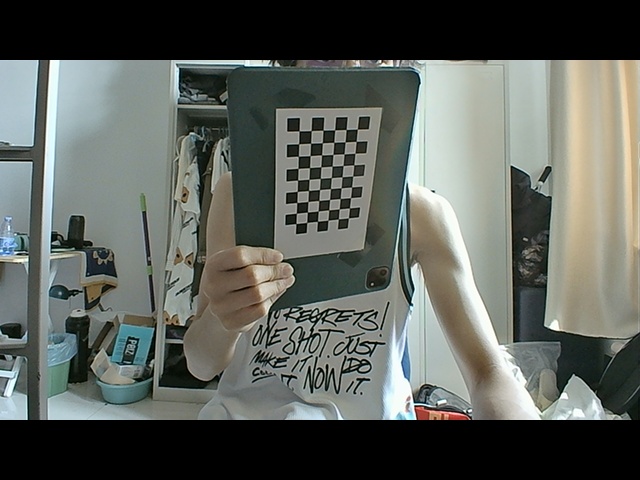 REGRETS!
ONE SHOT JUST
MAKE IT!. DO
IT NOW IT.